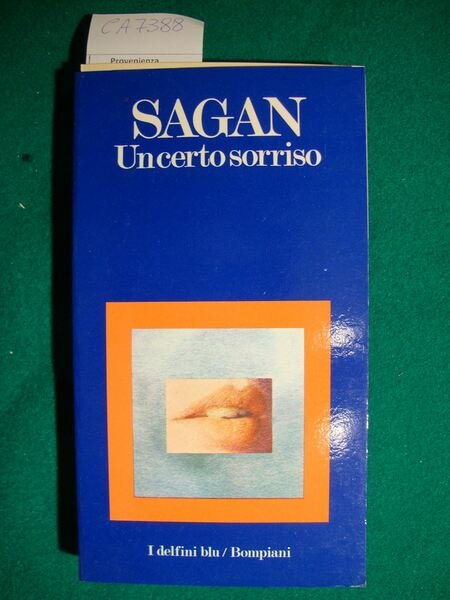 CA7388
Provenienza
SAGAN
Un certo sorriso
I delfini blu / Bompiani